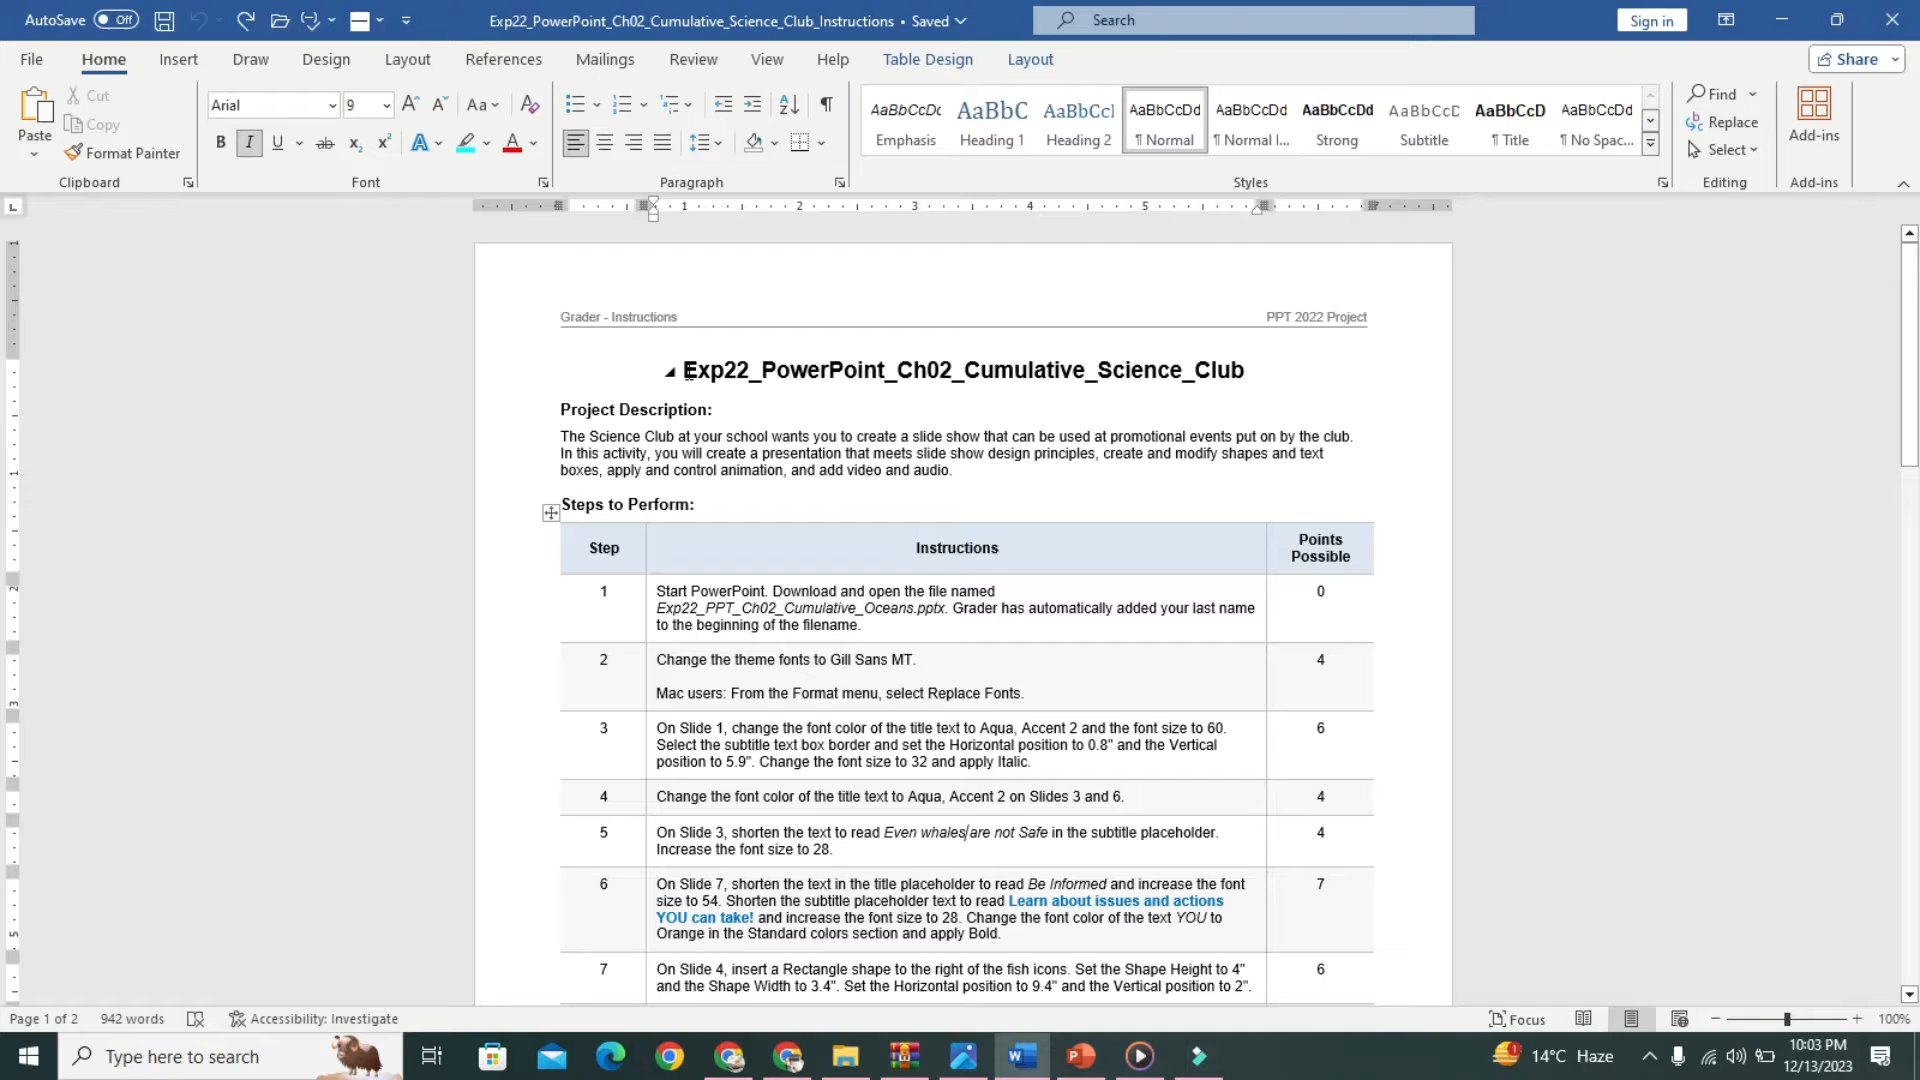 AutoSave Off Exp22_PowerPoint_Ch02_Cumulative_Science_Club_Instructions • Saved Search Sign in
File Home Insert Draw Design Layout References Mailings Review View Help Table Design Layout Share
Paste Cut Copy Format Painter
Arial 9
AaBbCcDc AaBbC AaBbCcI AaBbCcDd AaBbCcDd AaBbCcDd AaBbCcD AaBbCcD AaBbCcDd
Emphasis Heading 1 Heading 2 ¶ Normal ¶ Normal I... Strong Subtitle ¶ Title ¶ No Spac...
Find
Replace
Select
Add-ins
Clipboard Font Paragraph Styles Editing Add-ins
1 2 3 4 5
Grader - Instructions PPT 2022 Project
Exp22_PowerPoint_Ch02_Cumulative_Science_Club
Project Description:
The Science Club at your school wants you to create a slide show that can be used at promotional events put on by the club.
In this activity, you will create a presentation that meets slide show design principles, create and modify shapes and text
boxes, apply and control animation, and add video and audio.
Steps to Perform:
Step Instructions Points Possible
1 Start PowerPoint. Download and open the file named 0
Exp22_PPT_Ch02_Cumulative_Oceans.pptx. Grader has automatically added your last name
to the beginning of the filename.
2 Change the theme fonts to Gill Sans MT. 4
Mac users: From the Format menu, select Replace Fonts.
3 On Slide 1, change the font color of the title text to Aqua, Accent 2 and the font size to 60. 6
Select the subtitle text box border and set the Horizontal position to 0.8" and the Vertical
position to 5.9". Change the font size to 32 and apply Italic.
4 Change the font color of the title text to Aqua, Accent 2 on Slides 3 and 6. 4
5 On Slide 3, shorten the text to read Even whales are not Safe in the subtitle placeholder. 4
Increase the font size to 28.
6 On Slide 7, shorten the text in the title placeholder to read Be Informed and increase the font 7
size to 54. Shorten the subtitle placeholder text to read Learn about issues and actions
YOU can take! and increase the font size to 28. Change the font color of the text YOU to
Orange in the Standard colors section and apply Bold.
7 On Slide 4, insert a Rectangle shape to the right of the fish icons. Set the Shape Height to 4" 6
and the Shape Width to 3.4". Set the Horizontal position to 9.4" and the Vertical position to 2".
Page 1 of 2 942 words Accessibility: Investigate Focus 100%
Type here to search 14°C Haze 10:03 PM
12/13/2023